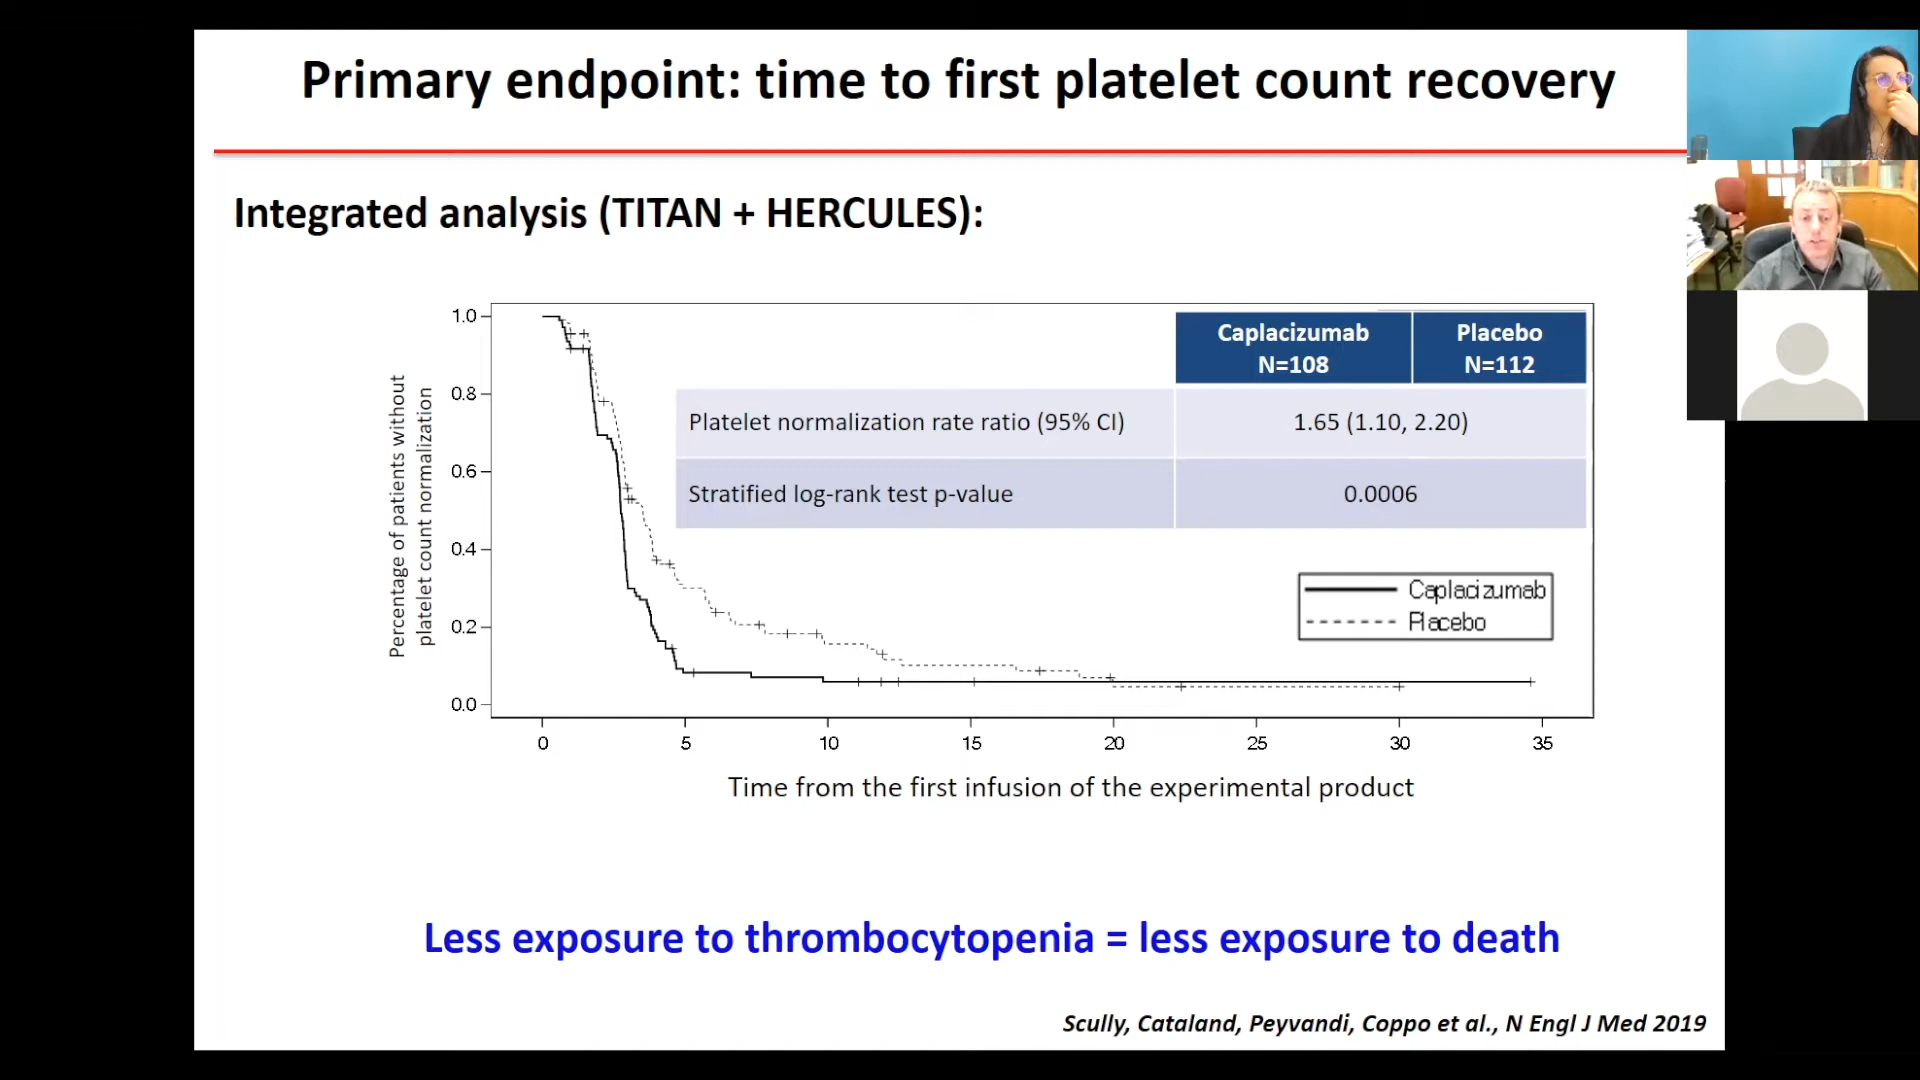 Primary endpoint: time to first platelet count recovery
Integrated analysis (TITAN + HERCULES):
Percentage of patients without
platelet count normalization
1.0
0.8
0.6
0.4
0.2
0.0
Caplacizumab
N=108
Placebo
N=112
Platelet normalization rate ratio (95% CI)
1.65 (1.10, 2.20)
Stratified log-rank test p-value
0.0006
Caplacizumab
Placebo
0
5
10
15
20
25
30
35
Time from the first infusion of the experimental product
Less exposure to thrombocytopenia = less exposure to death
Scully, Cataland, Peyvandi, Coppo et al., N Engl J Med 2019